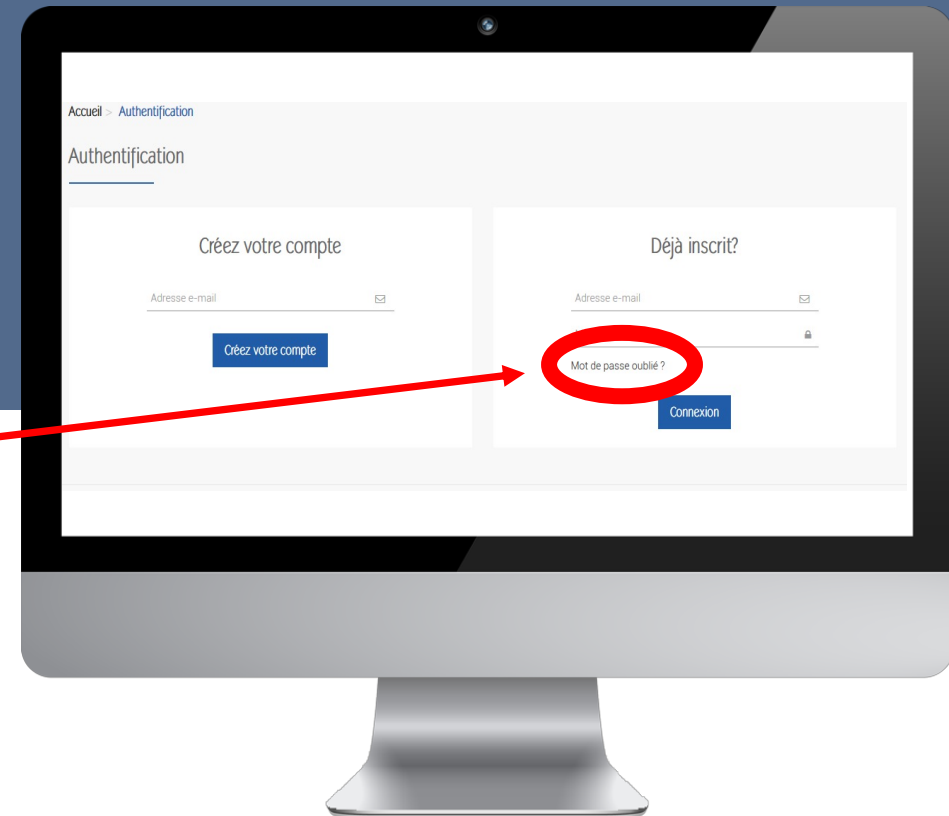 Accueil > Authentification
Authentification
Créez votre compte
Adresse e-mail
Créez votre compte
Déjà inscrit?
Adresse e-mail
Mot de passe oublié ?
Connexion